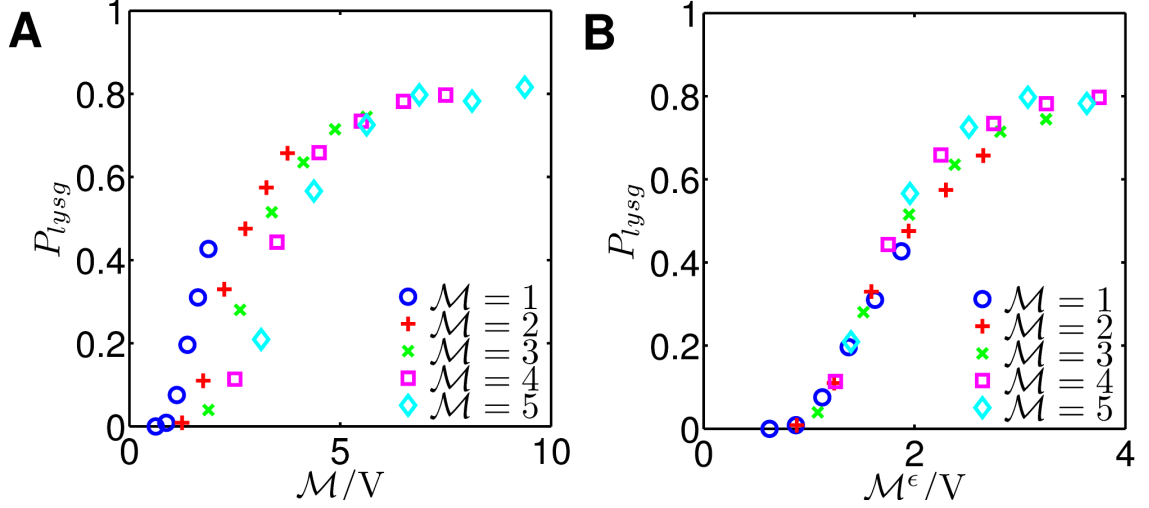 A
1
0.8
0.6
0.4
0.2
0
P_{lysg}
0 5 10
ℳ/V
ℳ = 1
ℳ = 2
ℳ = 3
ℳ = 4
ℳ = 5
B
1
0.8
0.6
0.4
0.2
0
P_{lysg}
0 2 4
ℳ^ϵ/V
ℳ = 1
ℳ = 2
ℳ = 3
ℳ = 4
ℳ = 5